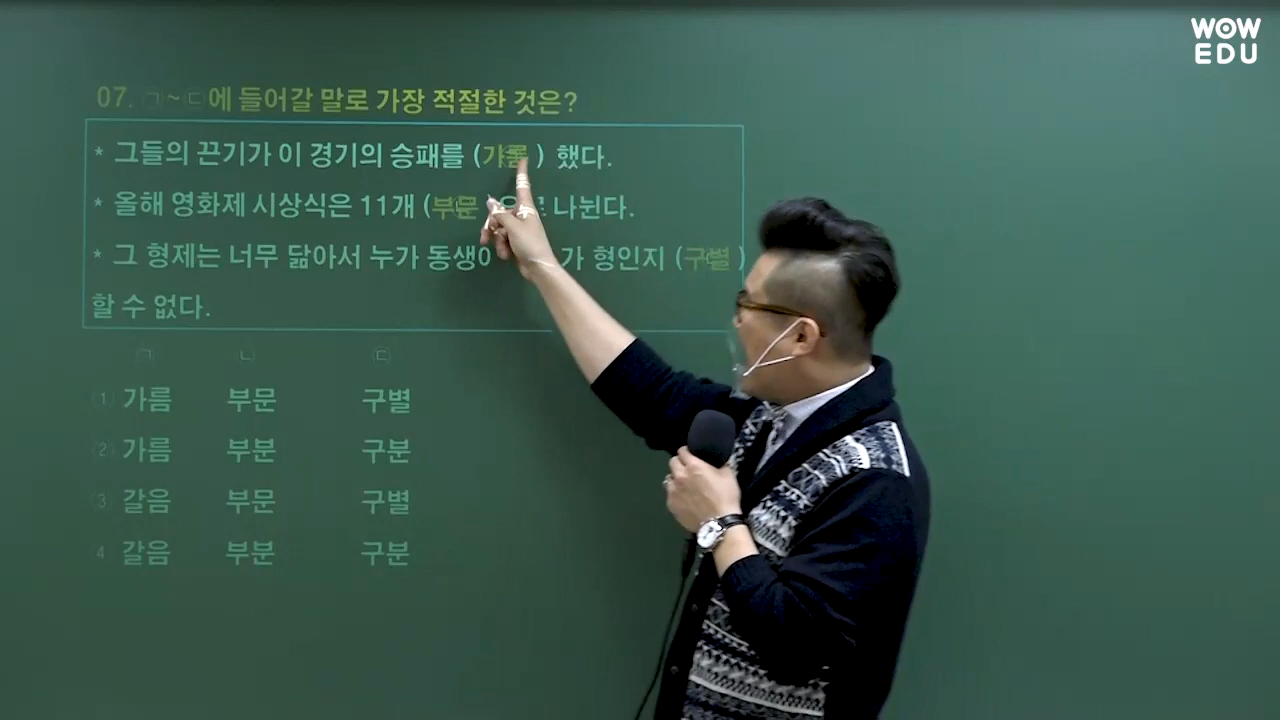 WOW
EDU
07. ㉠~㉢에 들어갈 말로 가장 적절한 것은?
* 그들의 끈기가 이 경기의 승패를 (가름) 했다.
* 올해 영화제 시상식은 11개 (부문)으로 나뉜다.
* 그 형제는 너무 닮아서 누가 동생이 가 형인지 (구별)
할 수 없다.
㉠ ㉡ ㉢
① 가름 부문 구별
② 가름 부분 구분
③ 갈음 부문 구별
④ 갈음 부분 구분